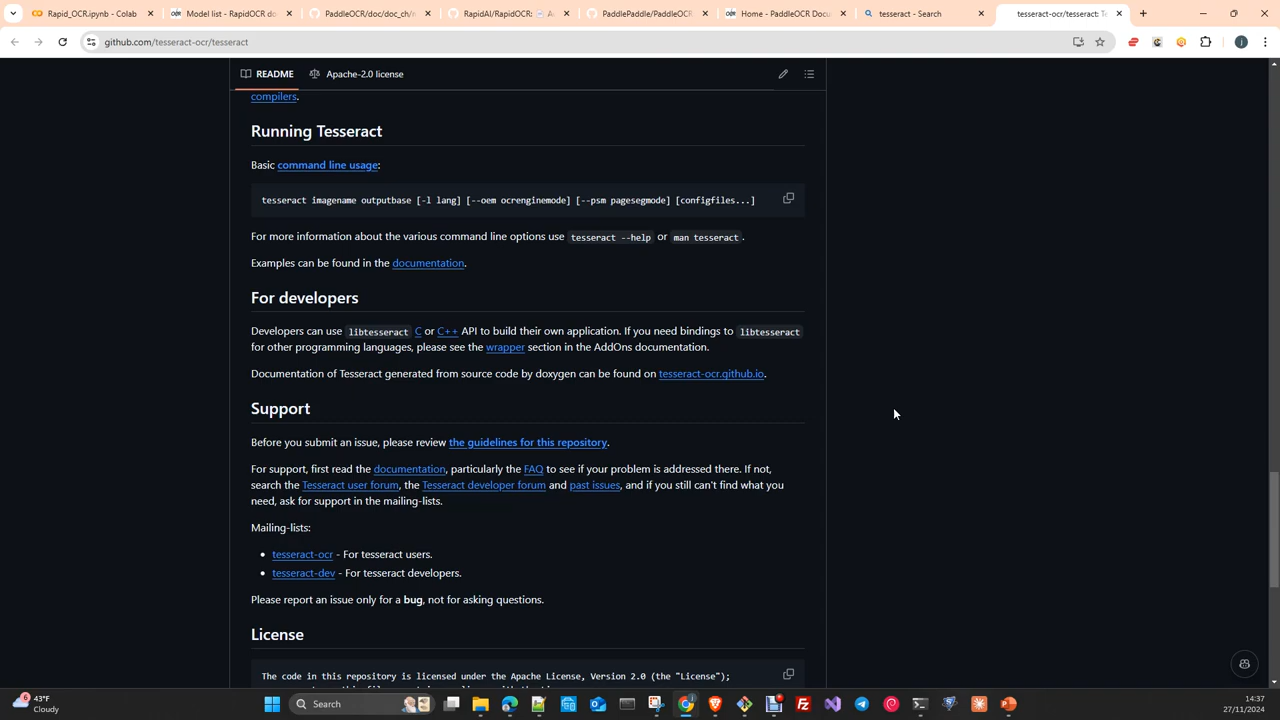 Rapid_OCR.ipynb - Colab
Model list - RapidOCR do
PaddleOCR/doc/doc_ch/m
RapidAI/RapidOCR:
PaddlePaddle/PaddleOCR
Home - PaddleOCR Docu
tesseract - Search
tesseract-ocr/tesseract: Te
github.com/tesseract-ocr/tesseract
README
Apache-2.0 license
compilers.
Running Tesseract
Basic command line usage:
tesseract imagename outputbase [-l lang] [--oem ocrenginemode] [--psm pagesegmode] [configfiles...]
For more information about the various command line options use tesseract --help or man tesseract.
Examples can be found in the documentation.
For developers
Developers can use libtesseract C or C++ API to build their own application. If you need bindings to libtesseract
for other programming languages, please see the wrapper section in the AddOns documentation.
Documentation of Tesseract generated from source code by doxygen can be found on tesseract-ocr.github.io.
Support
Before you submit an issue, please review the guidelines for this repository.
For support, first read the documentation, particularly the FAQ to see if your problem is addressed there. If not,
search the Tesseract user forum, the Tesseract developer forum and past issues, and if you still can't find what you
need, ask for support in the mailing-lists.
Mailing-lists:
tesseract-ocr - For tesseract users.
tesseract-dev - For tesseract developers.
Please report an issue only for a bug, not for asking questions.
License
The code in this repository is licensed under the Apache License, Version 2.0 (the "License");
43°F
Cloudy
Search
14:37
27/11/2024